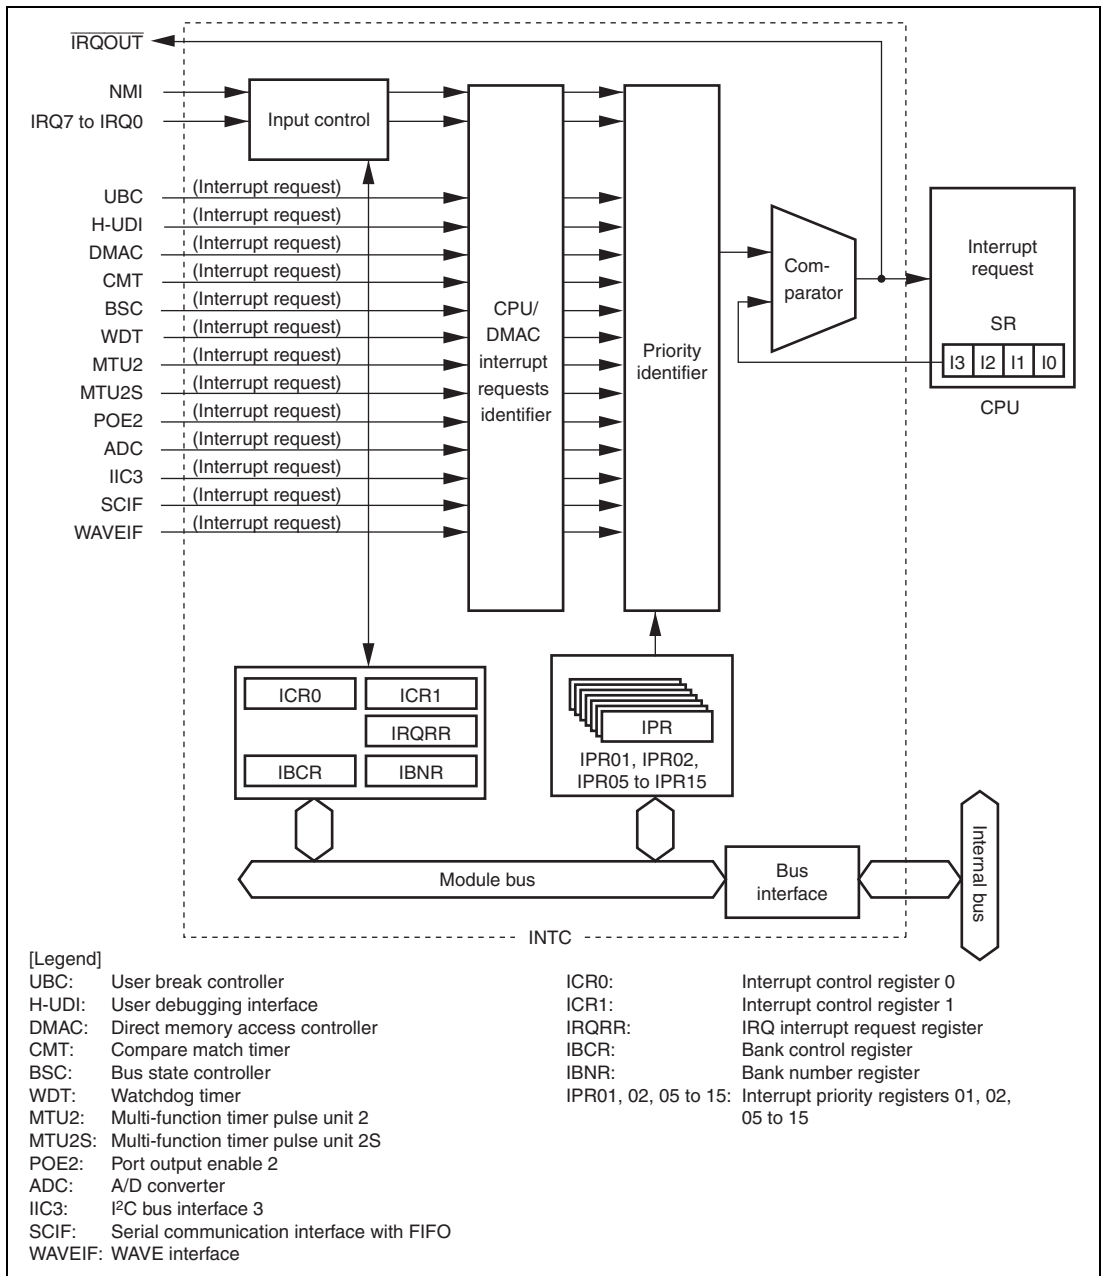 IRQOUT
NMI
IRQ7 to IRQ0
Input control
UBC (Interrupt request)
H-UDI (Interrupt request)
DMAC (Interrupt request)
CMT (Interrupt request)
BSC (Interrupt request)
WDT (Interrupt request)
MTU2 (Interrupt request)
MTU2S (Interrupt request)
POE2 (Interrupt request)
ADC (Interrupt request)
IIC3 (Interrupt request)
SCIF (Interrupt request)
WAVEIF (Interrupt request)
CPU/
DMAC
interrupt
requests
identifier
Priority
identifier
Com-
parator
Interrupt
request
SR
I3 I2 I1 I0
CPU
ICR0 ICR1
IRQRR
IBCR IBNR
IPR
IPR01, IPR02,
IPR05 to IPR15
Module bus
Bus
interface
Internal bus
INTC
[Legend]
UBC: User break controller
H-UDI: User debugging interface
DMAC: Direct memory access controller
CMT: Compare match timer
BSC: Bus state controller
WDT: Watchdog timer
MTU2: Multi-function timer pulse unit 2
MTU2S: Multi-function timer pulse unit 2S
POE2: Port output enable 2
ADC: A/D converter
IIC3: I²C bus interface 3
SCIF: Serial communication interface with FIFO
WAVEIF: WAVE interface
ICR0: Interrupt control register 0
ICR1: Interrupt control register 1
IRQRR: IRQ interrupt request register
IBCR: Bank control register
IBNR: Bank number register
IPR01, 02, 05 to 15: Interrupt priority registers 01, 02,
05 to 15